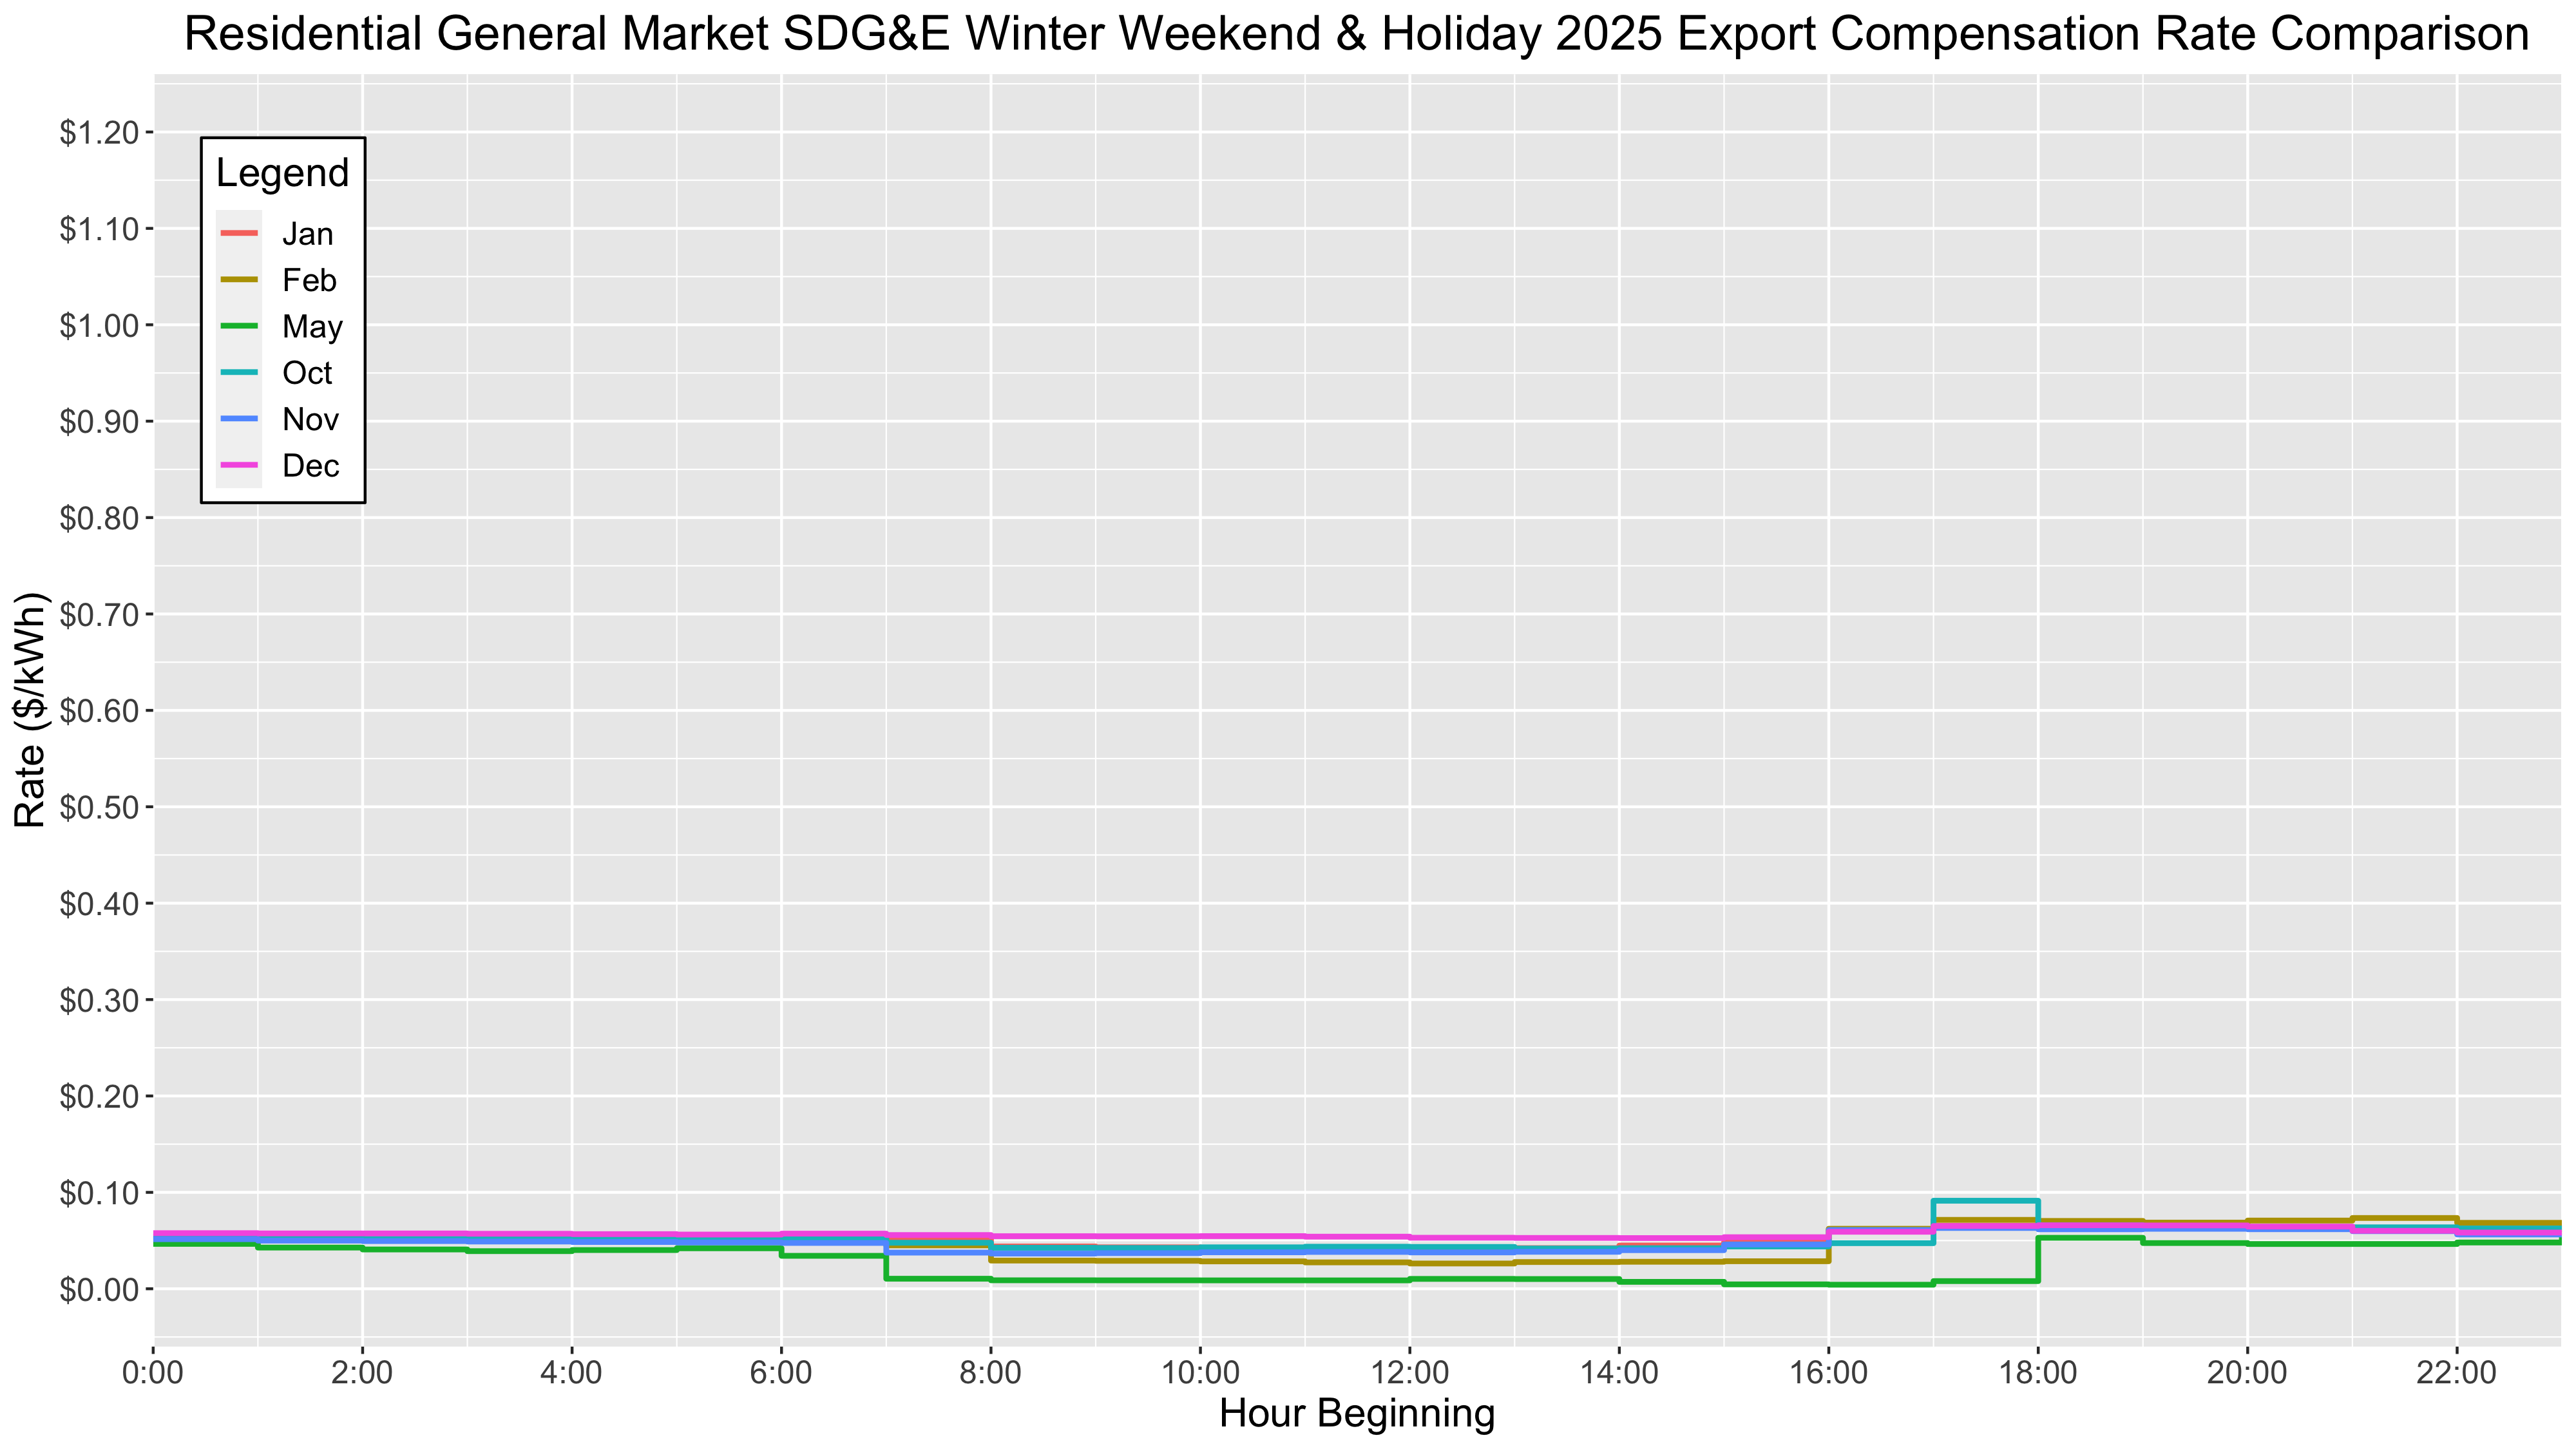 Residential General Market SDG&E Winter Weekend & Holiday 2025 Export Compensation Rate Comparison
$1.20
$1.10
$1.00
$0.90
$0.80
$0.70
$0.60
$0.50
$0.40
$0.30
$0.20
$0.10
$0.00
Rate ($/kWh)
Legend
Jan
Feb
May
Oct
Nov
Dec
0:00 2:00 4:00 6:00 8:00 10:00 12:00 14:00 16:00 18:00 20:00 22:00
Hour Beginning